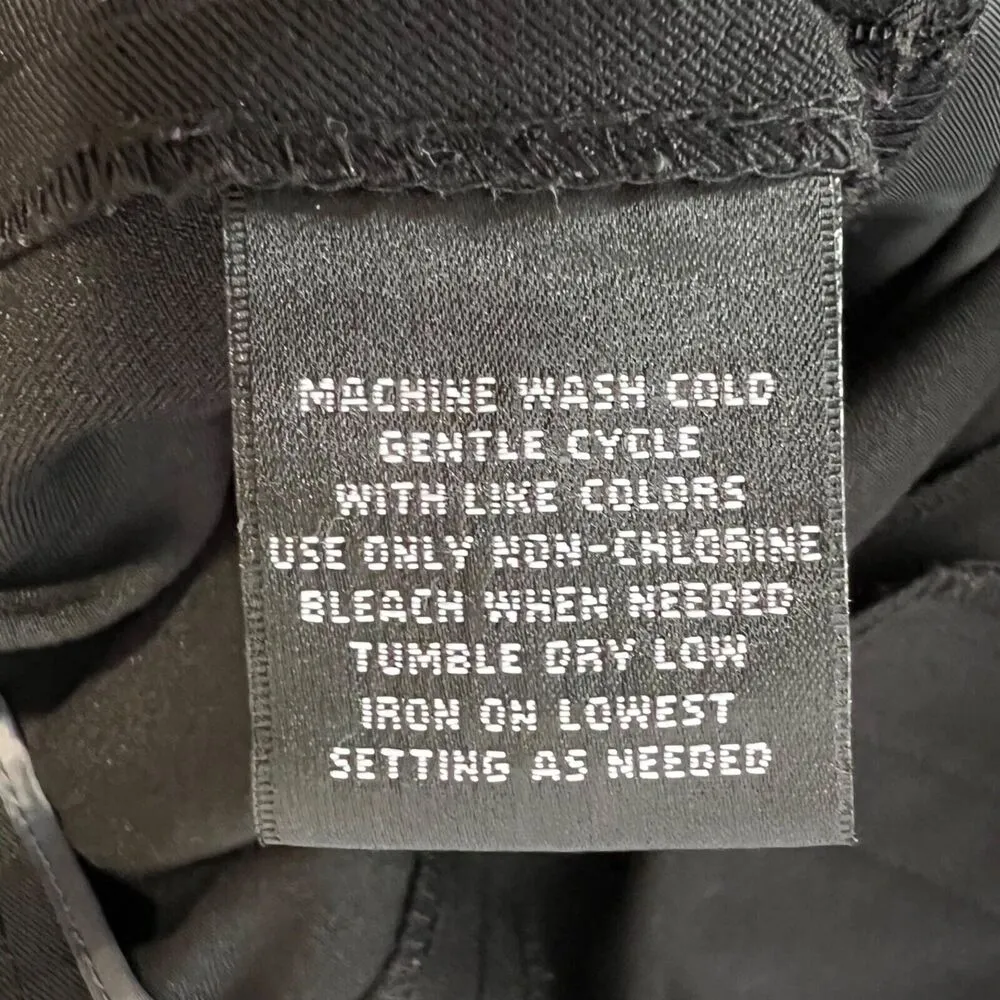 MACHINE WASH COLD
GENTLE CYCLE
WITH LIKE COLORS
USE ONLY NON-CHLORINE
BLEACH WHEN NEEDED
TUMBLE DRY LOW
IRON ON LOWEST
SETTING AS NEEDED